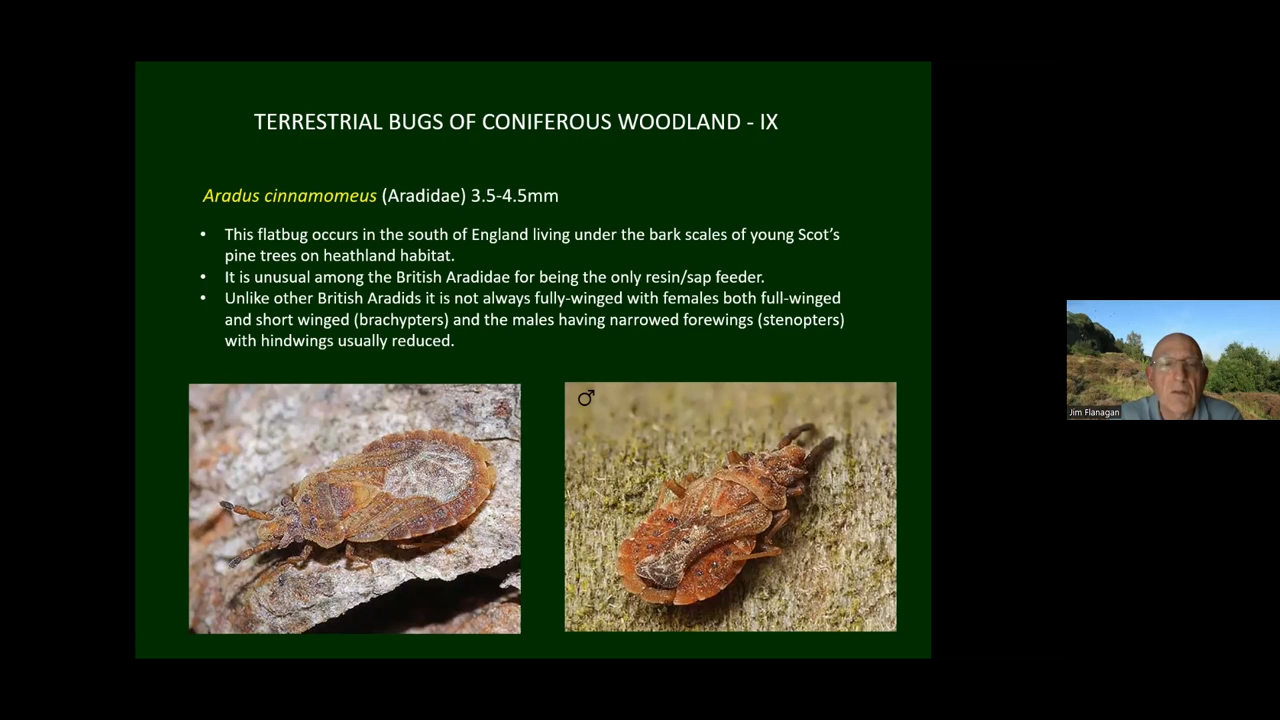 TERRESTRIAL BUGS OF CONIFEROUS WOODLAND - IX
Aradus cinnamomeus (Aradidae) 3.5-4.5mm
• This flatbug occurs in the south of England living under the bark scales of young Scot's
pine trees on heathland habitat.
• It is unusual among the British Aradidae for being the only resin/sap feeder.
• Unlike other British Aradids it is not always fully-winged with females both full-winged
and short winged (brachypters) and the males having narrowed forewings (stenopters)
with hindwings usually reduced.
♂
Jim Flanagan